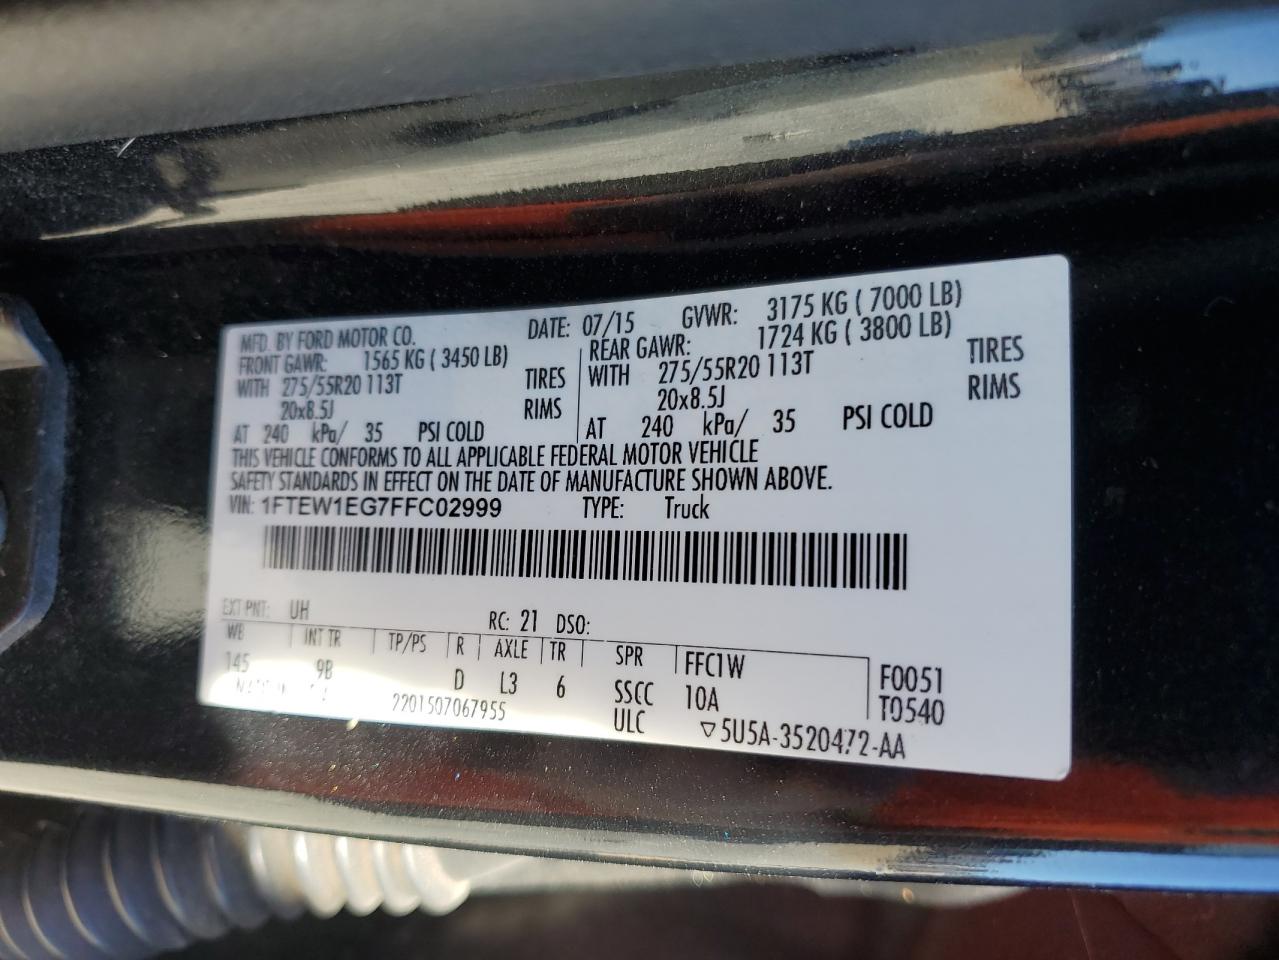 MFD. BY FORD MOTOR CO. DATE: 07/15 GVWR: 3175 KG ( 7000 LB)
FRONT GAWR: 1565 KG ( 3450 LB) REAR GAWR: 1724 KG ( 3800 LB)
WITH 275/55R20 113T TIRES WITH 275/55R20 113T TIRES
20x8.5J RIMS 20x8.5J RIMS
AT 240 kPa/ 35 PSI COLD AT 240 kPa/ 35 PSI COLD
THIS VEHICLE CONFORMS TO ALL APPLICABLE FEDERAL MOTOR VEHICLE
SAFETY STANDARDS IN EFFECT ON THE DATE OF MANUFACTURE SHOWN ABOVE.
VIN: 1FTEW1EG7FFC02999 TYPE: Truck
EXT PNT: UH RC: 21 DSO:
WB INT TR TP/PS R AXLE TR SPR FFC1W F0051
145 9B D L3 6 SSCC 10A T0540
2201507067955 ULC ▽5U5A-3520472-AA